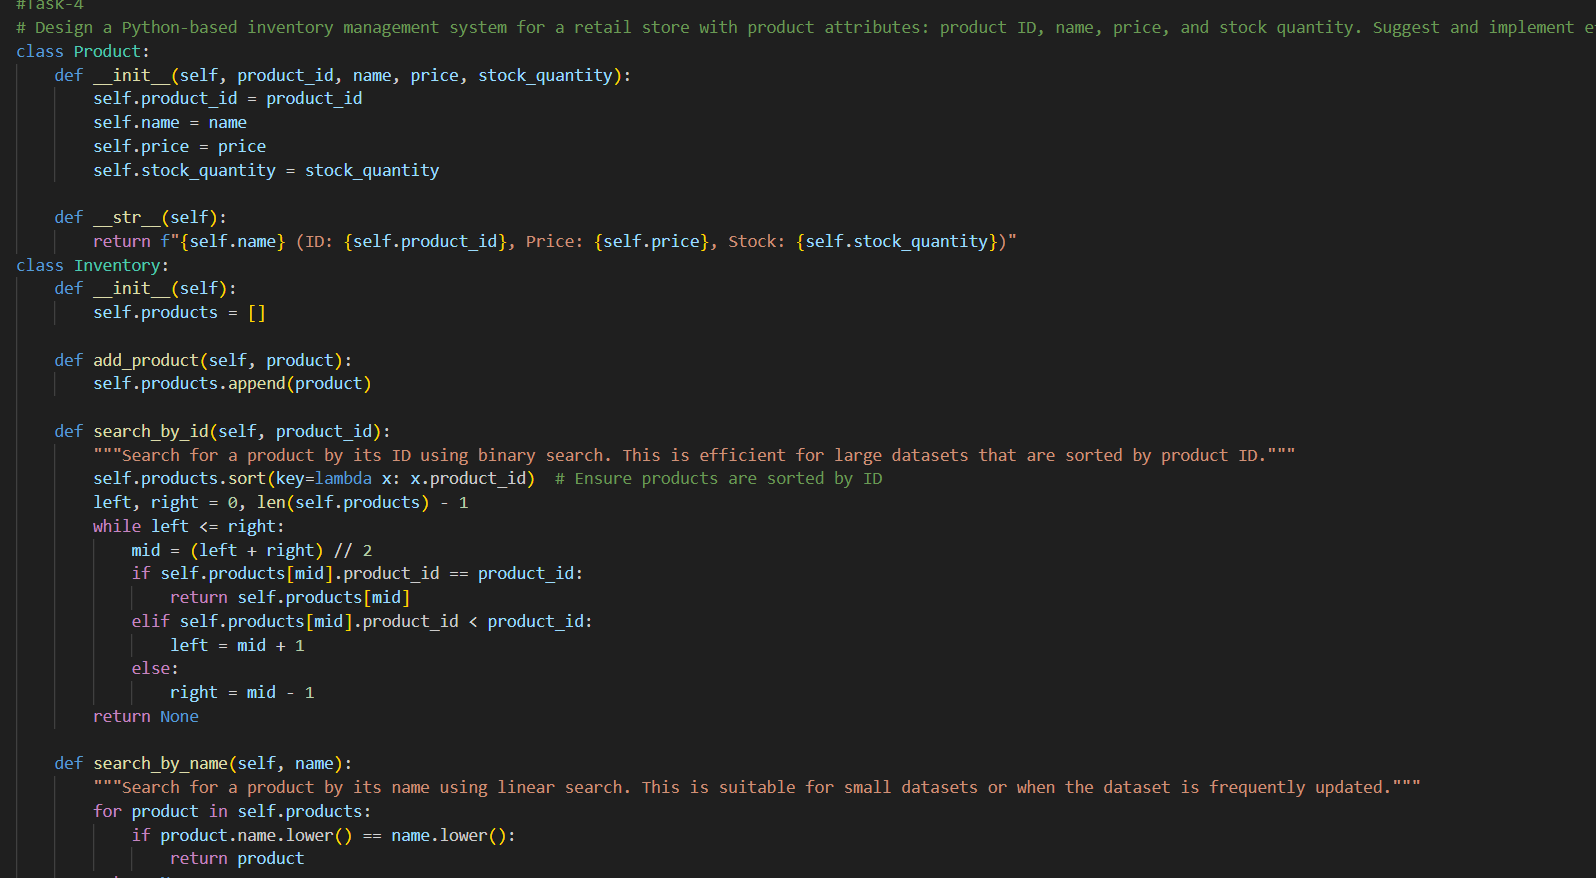 #Task-4
# Design a Python-based inventory management system for a retail store with product attributes: product ID, name, price, and stock quantity. Suggest and implement
class Product:
    def __init__(self, product_id, name, price, stock_quantity):
        self.product_id = product_id
        self.name = name
        self.price = price
        self.stock_quantity = stock_quantity

    def __str__(self):
        return f"{self.name} (ID: {self.product_id}, Price: {self.price}, Stock: {self.stock_quantity})"
class Inventory:
    def __init__(self):
        self.products = []

    def add_product(self, product):
        self.products.append(product)

    def search_by_id(self, product_id):
        """Search for a product by its ID using binary search. This is efficient for large datasets that are sorted by product ID."""
        self.products.sort(key=lambda x: x.product_id)  # Ensure products are sorted by ID
        left, right = 0, len(self.products) - 1
        while left <= right:
            mid = (left + right) // 2
            if self.products[mid].product_id == product_id:
                return self.products[mid]
            elif self.products[mid].product_id < product_id:
                left = mid + 1
            else:
                right = mid - 1
        return None

    def search_by_name(self, name):
        """Search for a product by its name using linear search. This is suitable for small datasets or when the dataset is frequently updated."""
        for product in self.products:
            if product.name.lower() == name.lower():
                return product